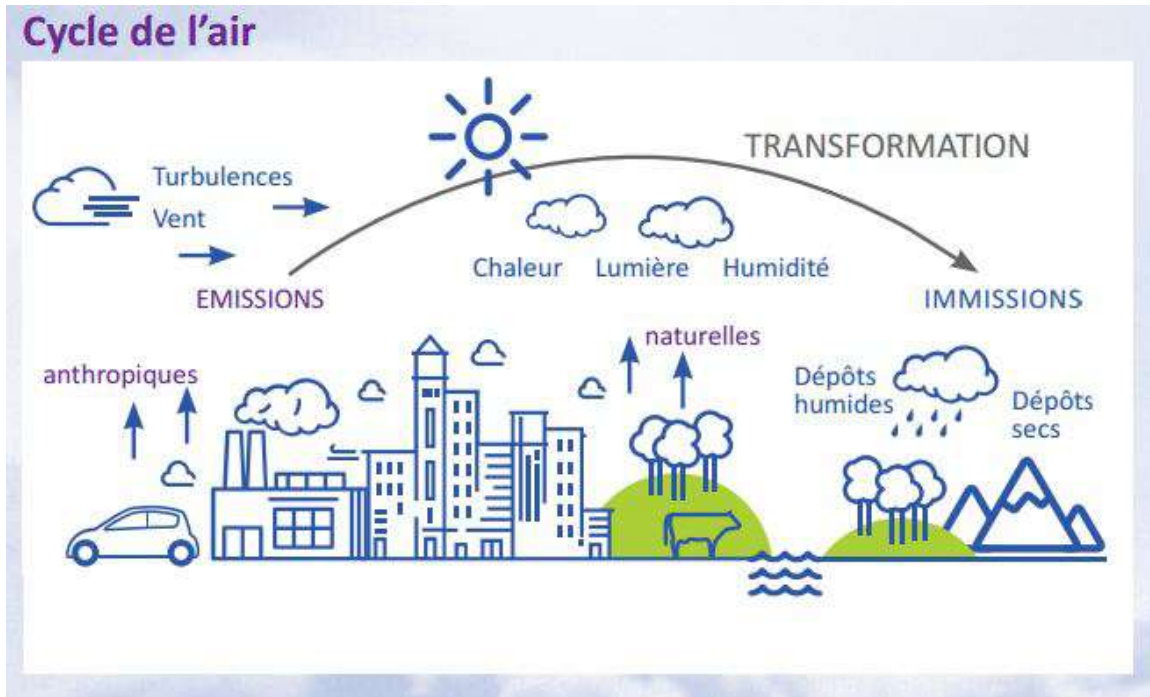 Cycle de l’air
TRANSFORMATION
Turbulences
Vent
Chaleur Lumière Humidité
EMISSIONS
IMMISSIONS
naturelles
anthropiques
Dépôts
humides
Dépôts
secs